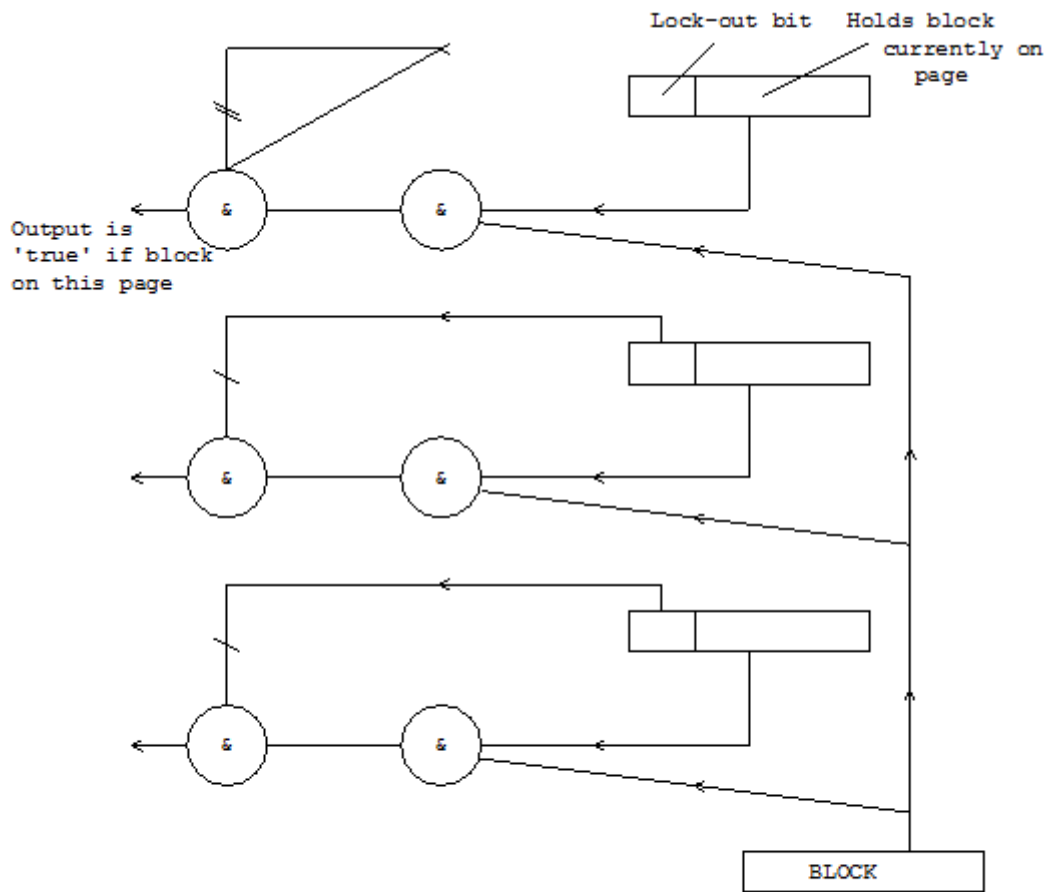 Lock-out bit
Holds block
currently on
page
&
&
Output is
'true' if block
on this page
&
&
&
&
BLOCK